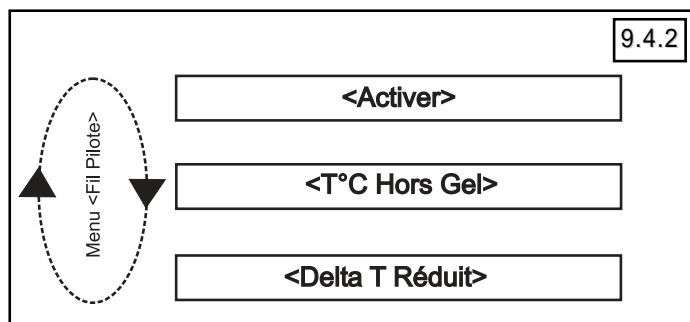 9.4.2
<Activer>
Menu <Fil Pilote>
<T°C Hors Gel>
<Delta T Réduit>